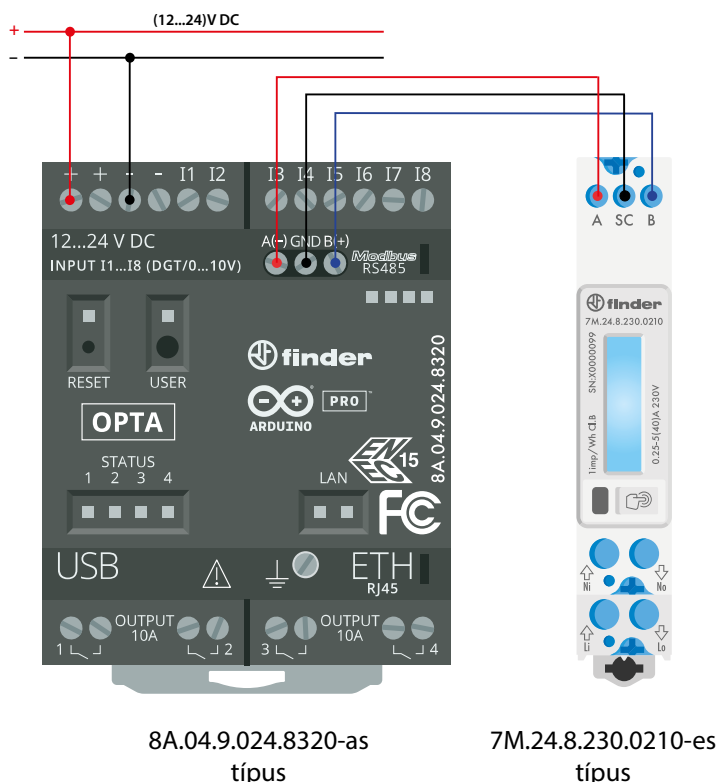 (12...24)V DC
+
–
+ + - - I1 I2 I3 I4 I5 I6 I7 I8
12...24 V DC
A(-) GND B(+)
INPUT I1...I8 (DGT/0...10V)
Modbus
RS485
RESET
USER
finder
ARDUINO
PRO
OPTA
STATUS
1 2 3 4
LAN
EN
EC
15
FC
8A.04.9.024.8320
USB
ETH
RJ45
OUTPUT
10A
1
2
OUTPUT
10A
3
4
A SC B
finder
7M.24.8.230.0210
SN:X0000099
1imp/Wh Cl.B
0.25-5(40)A 230V
Ni
No
Li
Lo
8A.04.9.024.8320-as
típus
7M.24.8.230.0210-es
típus